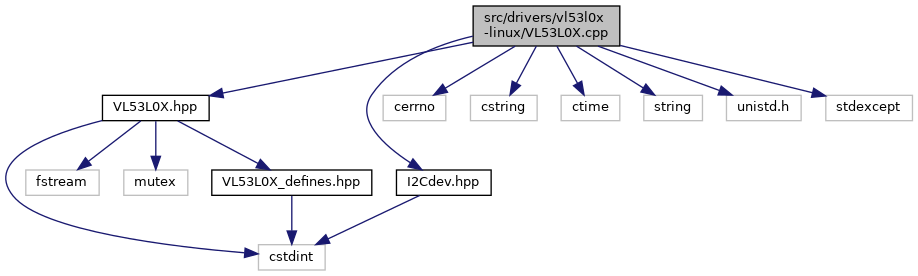 src/drivers/vl53l0x
-linux/VL53L0X.cpp
VL53L0X.hpp
cerrno
cstring
ctime
string
unistd.h
stdexcept
fstream
mutex
VL53L0X_defines.hpp
I2Cdev.hpp
cstdint